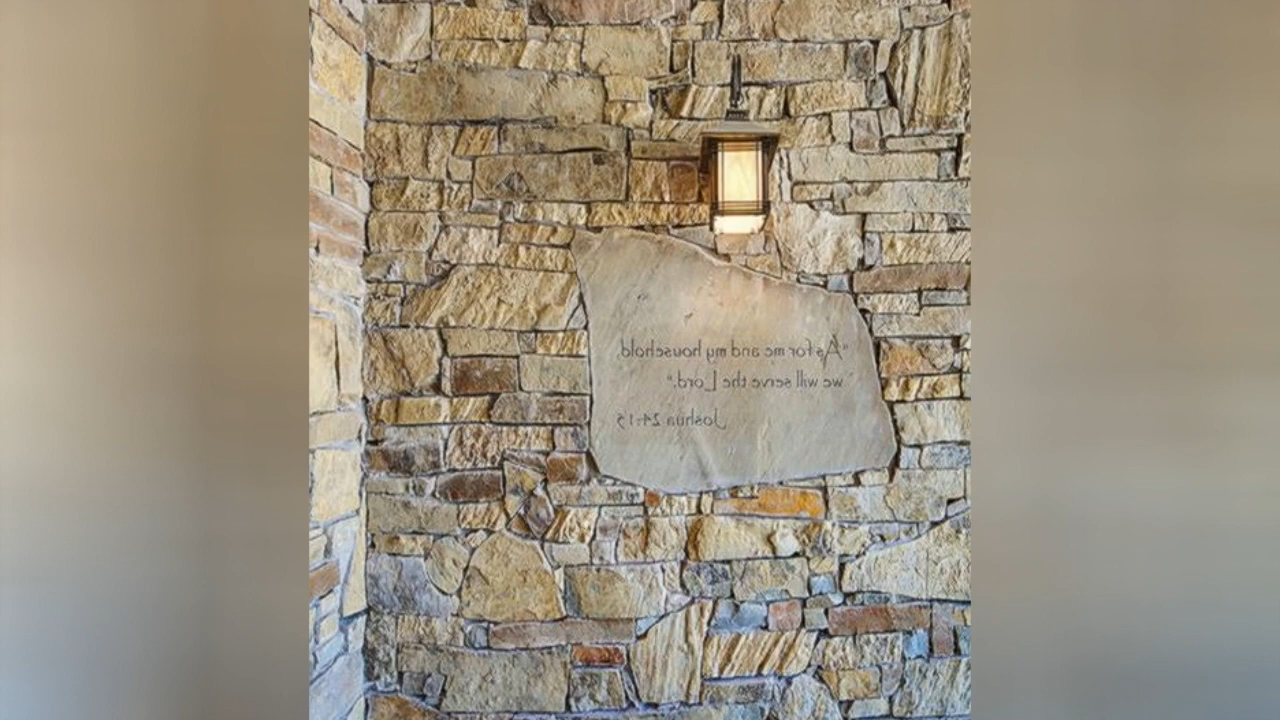 "As for me and my household,
we will serve the Lord."
Joshua 24:15